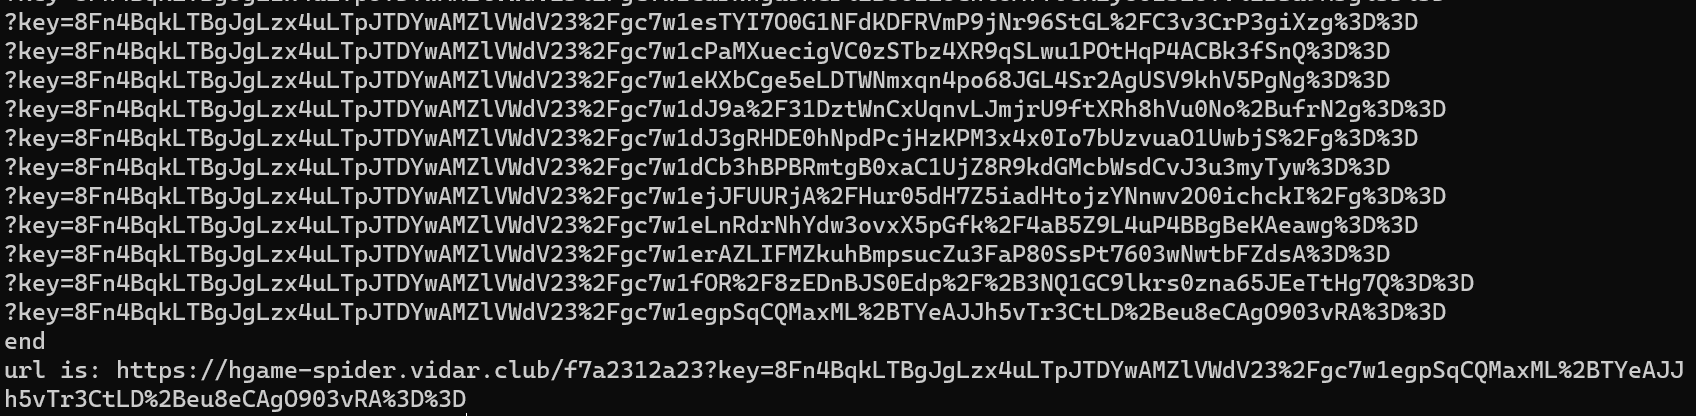 ?key=8Fn4BqkLTBgJgLzx4uLTpJTDYwAMZlVWdV23%2Fgc7w1esTYI7O0G1NFdKDFRVmP9jNr96StGL%2FC3v3CrP3giXzg%3D%3D
?key=8Fn4BqkLTBgJgLzx4uLTpJTDYwAMZlVWdV23%2Fgc7w1cPaMXuecigVC0zSTbz4XR9qSLwu1POtHqP4ACBk3fSnQ%3D%3D
?key=8Fn4BqkLTBgJgLzx4uLTpJTDYwAMZlVWdV23%2Fgc7w1eKXbCge5eLDTWNmxqn4po68JGL4Sr2AgUSV9khV5PgNg%3D%3D
?key=8Fn4BqkLTBgJgLzx4uLTpJTDYwAMZlVWdV23%2Fgc7w1dJ9a%2F31DztWnCxUqnvLJmjrU9ftXRh8hVu0No%2BufrN2g%3D%3D
?key=8Fn4BqkLTBgJgLzx4uLTpJTDYwAMZlVWdV23%2Fgc7w1dJ3gRHDE0hNpdPcjHzKPM3x4x0Io7bUzvuaO1UwbjS%2Fg%3D%3D
?key=8Fn4BqkLTBgJgLzx4uLTpJTDYwAMZlVWdV23%2Fgc7w1dCb3hBPBRmtgB0xaC1UjZ8R9kdGMcbWsdCvJ3u3myTyw%3D%3D
?key=8Fn4BqkLTBgJgLzx4uLTpJTDYwAMZlVWdV23%2Fgc7w1ejJFUURjA%2FHur05dH7Z5iadHtojzYNnwv2O0ichckI%2Fg%3D%3D
?key=8Fn4BqkLTBgJgLzx4uLTpJTDYwAMZlVWdV23%2Fgc7w1eLnRdrNhYdw3ovxX5pGfk%2F4aB5Z9L4uP4BBgBeKAeawg%3D%3D
?key=8Fn4BqkLTBgJgLzx4uLTpJTDYwAMZlVWdV23%2Fgc7w1erAZLIFMZkuhBmpsucZu3FaP80SsPt7603wNwtbFZdsA%3D%3D
?key=8Fn4BqkLTBgJgLzx4uLTpJTDYwAMZlVWdV23%2Fgc7w1fOR%2F8zEDnBJS0Edp%2F%2B3NQ1GC9lkrs0zna65JEeTtHg7Q%3D%3D
?key=8Fn4BqkLTBgJgLzx4uLTpJTDYwAMZlVWdV23%2Fgc7w1egpSqCQMaxML%2BTYeAJJh5vTr3CtLD%2Beu8eCAgO903vRA%3D%3D
end
url is: https://hgame-spider.vidar.club/f7a2312a23?key=8Fn4BqkLTBgJgLzx4uLTpJTDYwAMZlVWdV23%2Fgc7w1egpSqCQMaxML%2BTYeAJJ
h5vTr3CtLD%2Beu8eCAgO903vRA%3D%3D